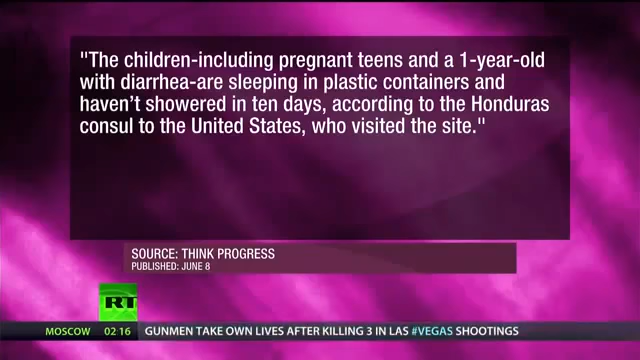 "The children-including pregnant teens and a 1-year-old
with diarrhea-are sleeping in plastic containers and
haven't showered in ten days, according to the Honduras
consul to the United States, who visited the site."
SOURCE: THINK PROGRESS
PUBLISHED: JUNE 8
RT
MOSCOW 02:16 GUNMEN TAKE OWN LIVES AFTER KILLING 3 IN LAS #VEGAS SHOOTINGS